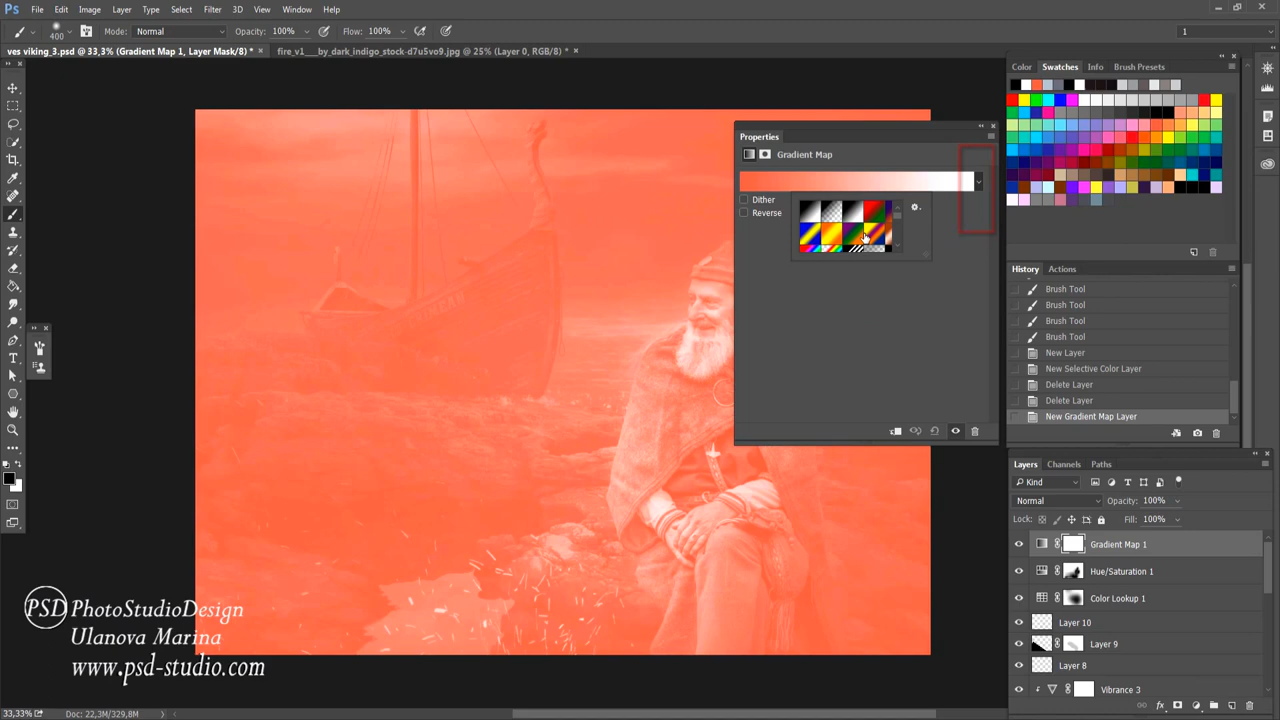 Ps File Edit Image Layer Type Select Filter 3D View Window Help
400 Mode: Normal Opacity: 100% Flow: 100% 1
ves viking_3.psd @ 33,3% (Gradient Map 1, Layer Mask/8) * × fire_v1___by_dark_indigo_stock-d7u5vo9.jpg @ 25% (Layer 0, RGB/8) * ×
Color Swatches Info Brush Presets
Properties
Gradient Map
Dither
Reverse
History Actions
Brush Tool
Brush Tool
Brush Tool
Brush Tool
New Layer
New Selective Color Layer
Delete Layer
Delete Layer
New Gradient Map Layer
Layers Channels Paths
Kind
Normal Opacity: 100%
Lock: Fill: 100%
Gradient Map 1
Hue/Saturation 1
Color Lookup 1
Layer 10
Layer 9
Layer 8
Vibrance 3
PSD PhotoStudioDesign
Ulanova Marina
www.psd-studio.com
33,33% Doc: 22,3M/329,8M